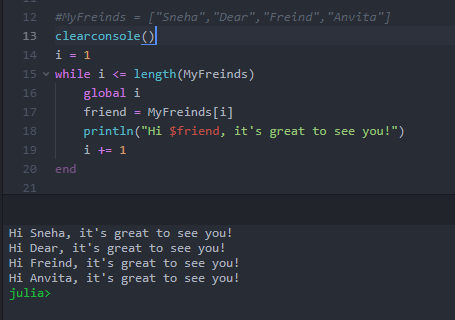 12 #MyFreinds = ["Sneha","Dear","Freind","Anvita"]
13 clearconsole()
14 i = 1
15 while i <= length(MyFreinds)
16 global i
17 friend = MyFreinds[i]
18 println("Hi $friend, it's great to see you!")
19 i += 1
20 end
21
Hi Sneha, it's great to see you!
Hi Dear, it's great to see you!
Hi Freind, it's great to see you!
Hi Anvita, it's great to see you!
julia>